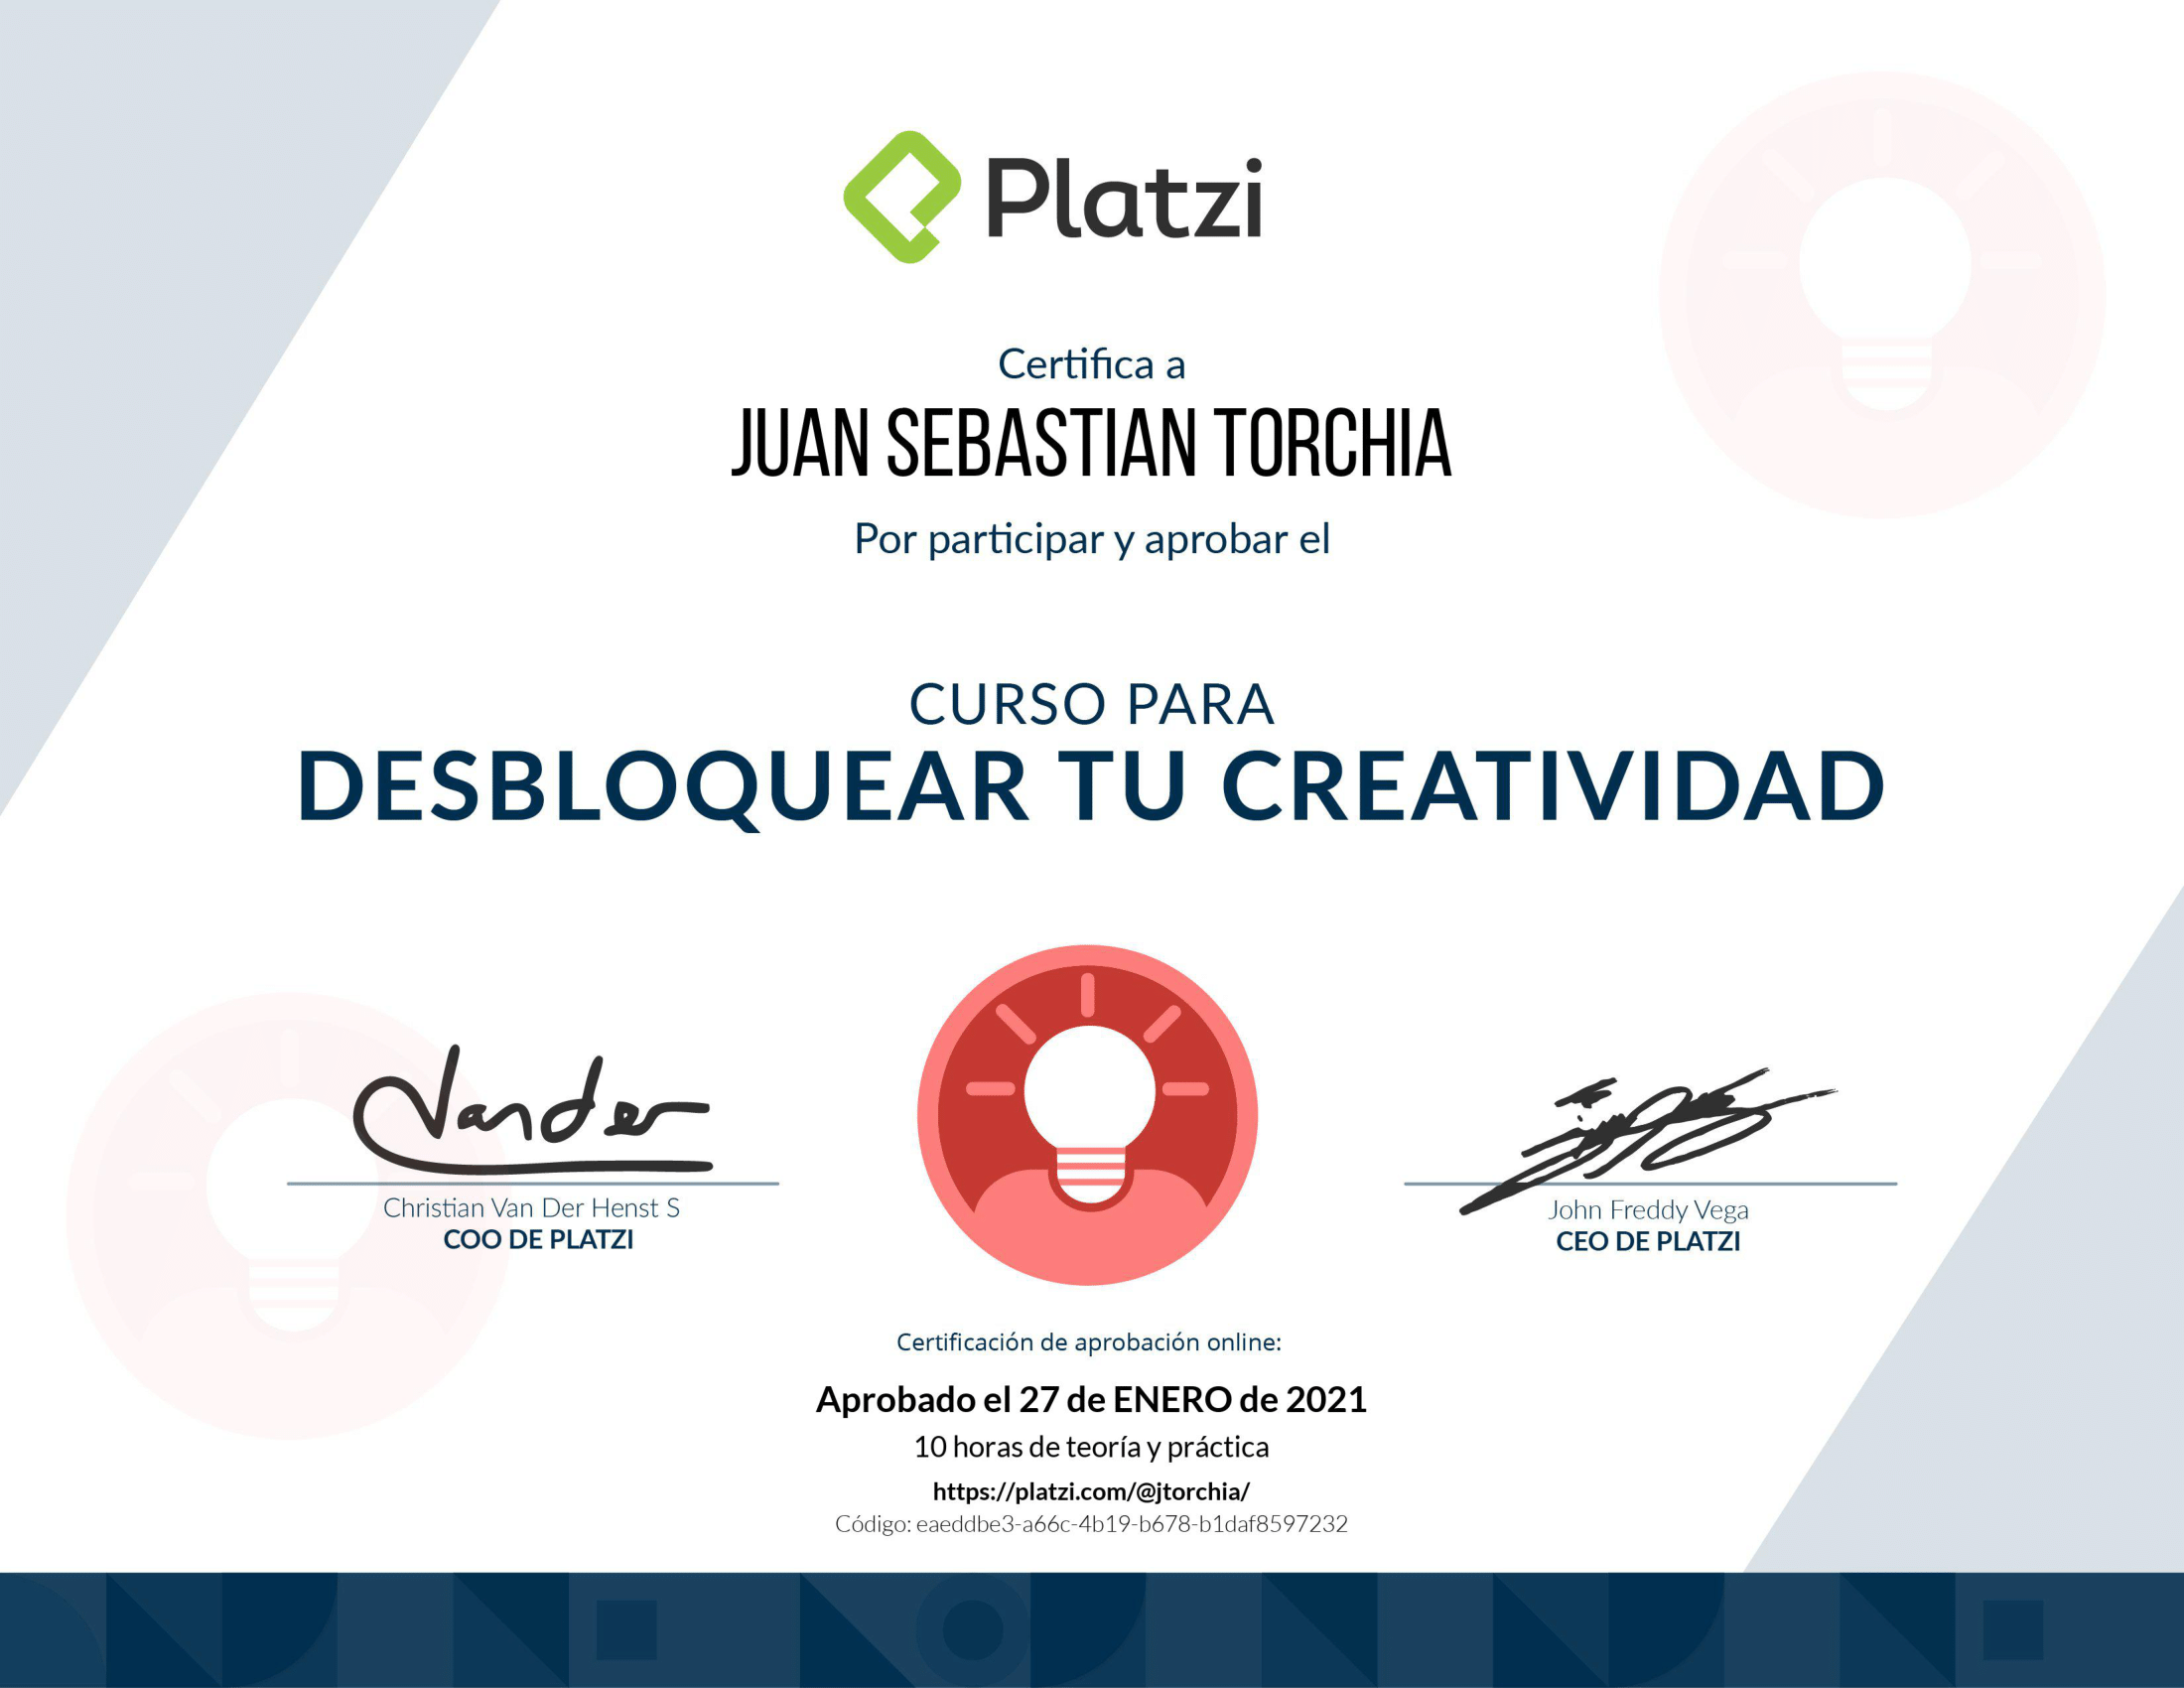 Platzi
Certifica a
JUAN SEBASTIAN TORCHIA
Por participar y aprobar el
CURSO PARA
DESBLOQUEAR TU CREATIVIDAD
Vander
Christian Van Der Henst S
COO DE PLATZI
John Freddy Vega
CEO DE PLATZI
Certificación de aprobación online:
Aprobado el 27 de ENERO de 2021
10 horas de teoría y práctica
https://platzi.com/@jtorchia/
Código: eaeddbe3-a66c-4b19-b678-b1daf8597232